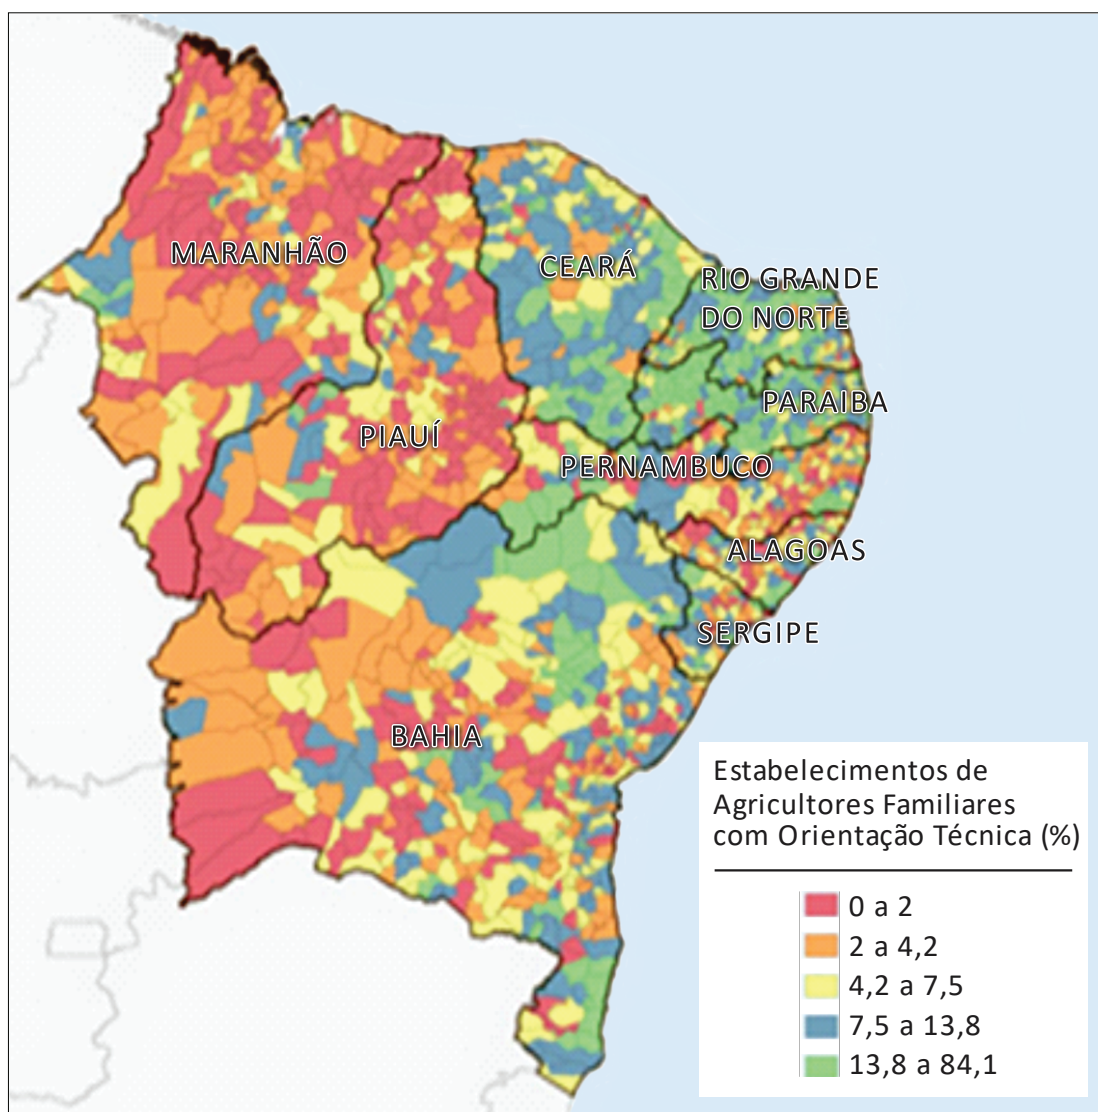 MARANHÃO
CEARÁ
RIO GRANDE
DO NORTE
PARAIBA
PIAUÍ
PERNAMBUCO
ALAGOAS
SERGIPE
BAHIA
Estabelecimentos de
Agricultores Familiares
com Orientação Técnica (%)
0 a 2
2 a 4,2
4,2 a 7,5
7,5 a 13,8
13,8 a 84,1